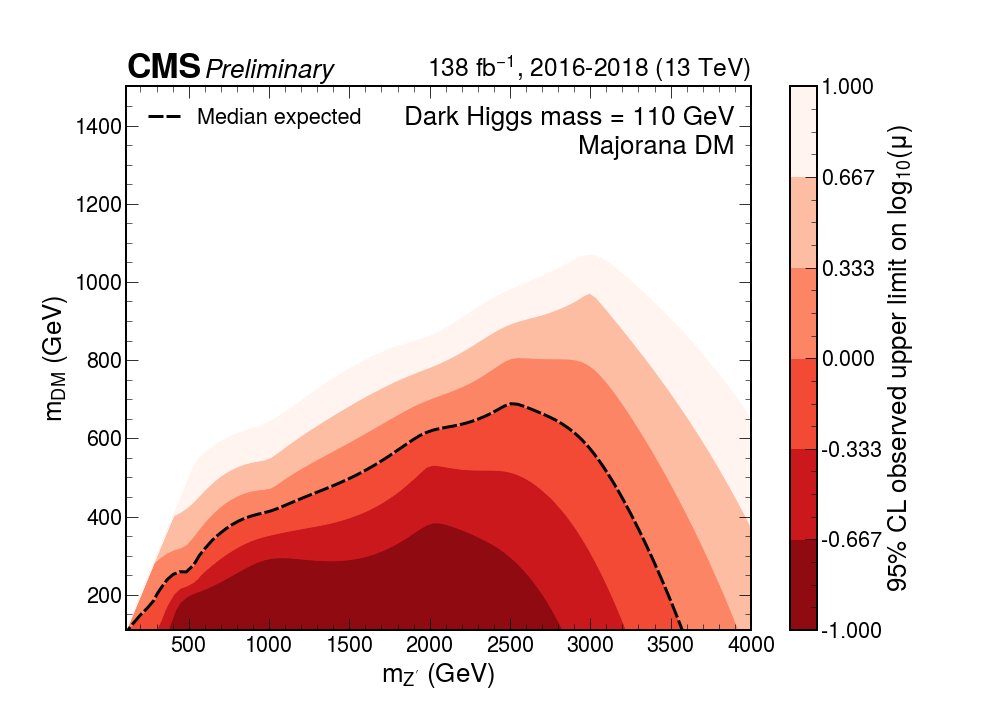 CMS Preliminary
138 fb⁻¹, 2016-2018 (13 TeV)
Median expected
Dark Higgs mass = 110 GeV
Majorana DM
1400
1200
1000
800
600
400
200
m_DM (GeV)
500 1000 1500 2000 2500 3000 3500 4000
m_Z′ (GeV)
1.000
0.667
0.333
0.000
-0.333
-0.667
-1.000
95% CL observed upper limit on log₁₀(μ)